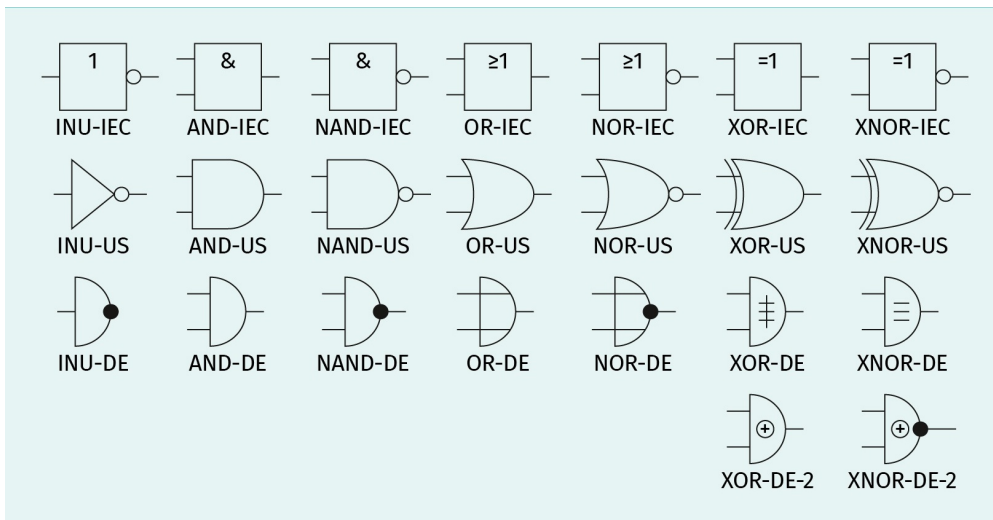 1 & & ≥1 ≥1 =1 =1
INU-IEC AND-IEC NAND-IEC OR-IEC NOR-IEC XOR-IEC XNOR-IEC
INU-US AND-US NAND-US OR-US NOR-US XOR-US XNOR-US
INU-DE AND-DE NAND-DE OR-DE NOR-DE XOR-DE XNOR-DE
+ +
XOR-DE-2 XNOR-DE-2